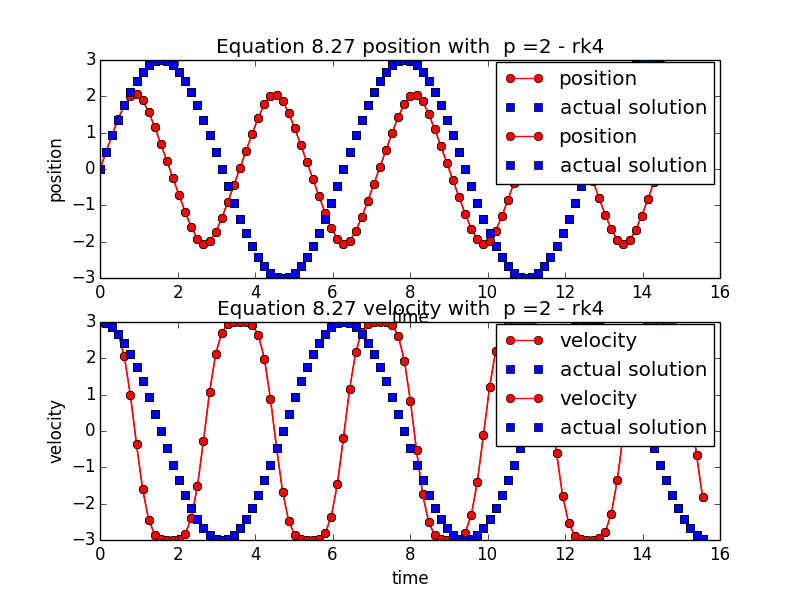 Equation 8.27 position with  p =2 - rk4
3
2
1
0
−1
−2
−3
position
position
actual solution
position
actual solution
0
2
4
6
8
10
12
14
16
time
Equation 8.27 velocity with  p =2 - rk4
3
2
1
0
−1
−2
−3
velocity
velocity
actual solution
velocity
actual solution
0
2
4
6
8
10
12
14
16
time